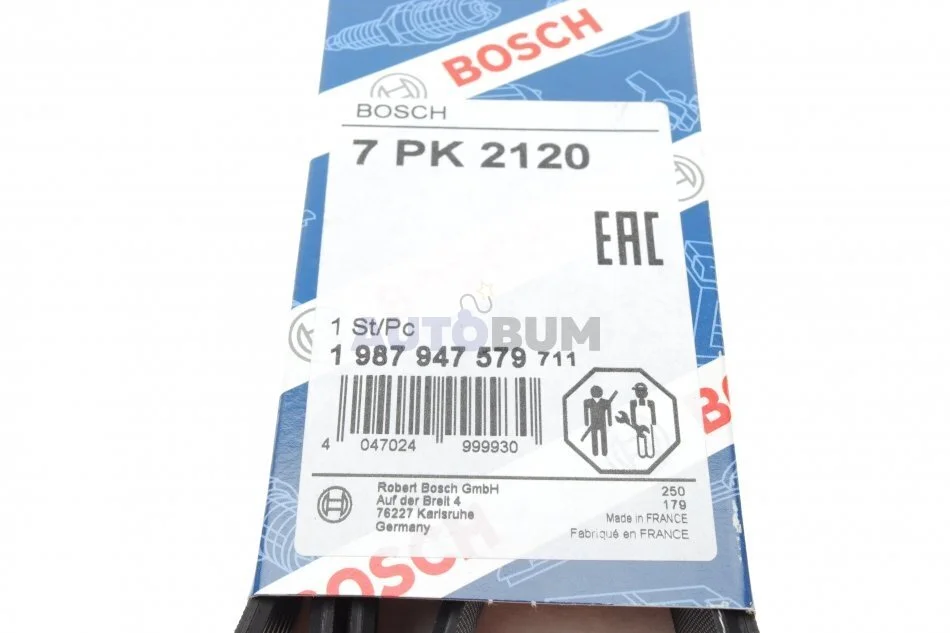 BOSCH
BOSCH
7 PK 2120
EAC
1 St/Pc
AUTOBUM
1 987 947 579 711
4 047024 999930
Robert Bosch GmbH
Auf der Breit 4
76227 Karlsruhe
Germany
250
179
Made in FRANCE
Fabriqué en FRANCE
B
BOSCH